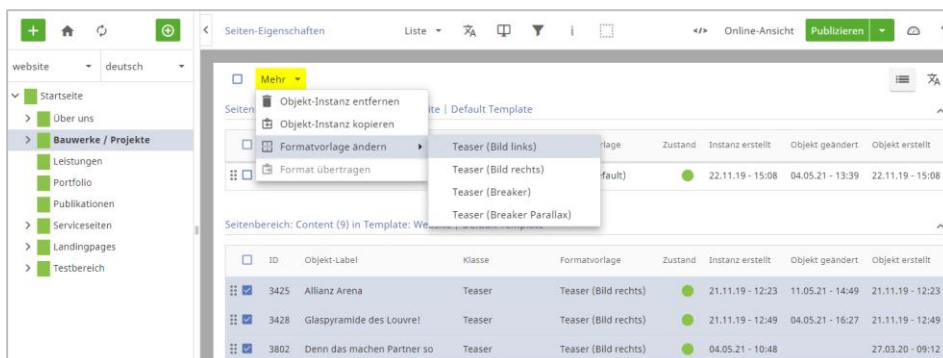 Seiten-Eigenschaften Liste Online-Ansicht Publizieren
website deutsch
Startseite
Über uns
Bauwerke / Projekte
Leistungen
Portfolio
Publikationen
Serviceseiten
Landingpages
Testbereich
Mehr
Objekt-Instanz entfernen
Objekt-Instanz kopieren
Formatvorlage ändern
Format übertragen
Teaser (Bild links)
Teaser (Bild rechts)
Teaser (Breaker)
Teaser (Breaker Parallax)
Seiten | Default Template
Zustand Instanz erstellt Objekt geändert Objekt erstellt
22.11.19 - 15:08 04.05.21 - 13:39 22.11.19 - 15:08
Seitenbereich: Content (9) in Template: Website | Default Template
ID Objekt-Label Klasse Formatvorlage Zustand Instanz erstellt Objekt geändert Objekt erstellt
3425 Allianz Arena Teaser Teaser (Bild rechts) 21.11.19 - 12:23 11.05.21 - 14:49 21.11.19 - 12:23
3428 Glaspyramide des Louvre! Teaser Teaser (Bild rechts) 21.11.19 - 12:49 04.05.21 - 16:27 21.11.19 - 12:49
3802 Denn das machen Partner so Teaser Teaser (Bild rechts) 04.05.21 - 10:48 27.03.20 - 09:12